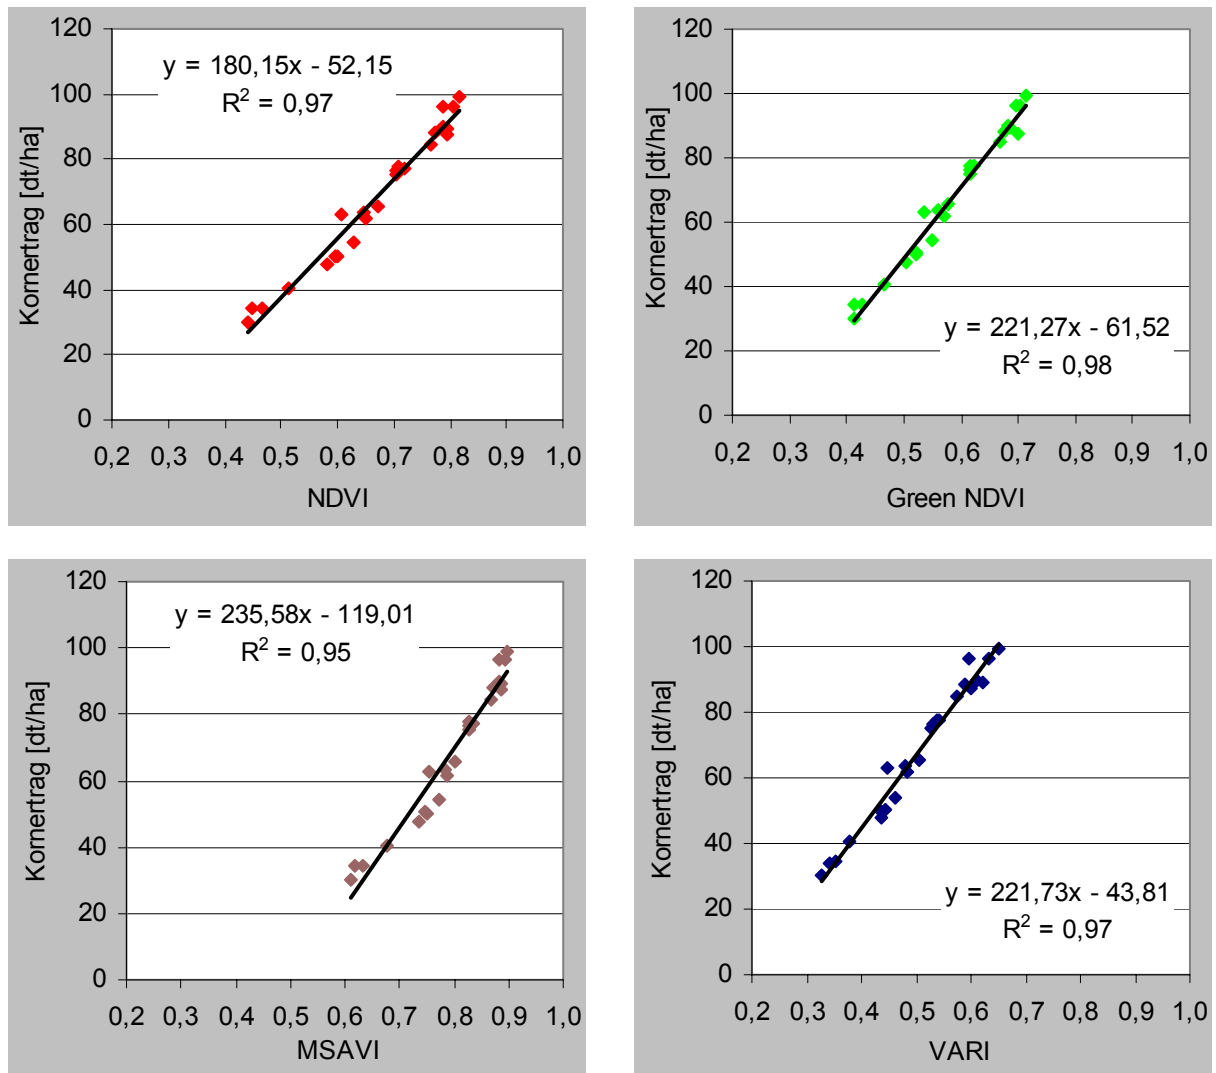 120
100
80
60
40
20
0
Kornertrag [dt/ha]
y = 180,15x - 52,15
R² = 0,97
0,2 0,3 0,4 0,5 0,6 0,7 0,8 0,9 1,0
NDVI
120
100
80
60
40
20
0
Kornertrag [dt/ha]
y = 221,27x - 61,52
R² = 0,98
0,2 0,3 0,4 0,5 0,6 0,7 0,8 0,9 1,0
Green NDVI
120
100
80
60
40
20
0
Kornertrag [dt/ha]
y = 235,58x - 119,01
R² = 0,95
0,2 0,3 0,4 0,5 0,6 0,7 0,8 0,9 1,0
MSAVI
120
100
80
60
40
20
0
Kornertrag [dt/ha]
y = 221,73x - 43,81
R² = 0,97
0,2 0,3 0,4 0,5 0,6 0,7 0,8 0,9 1,0
VARI